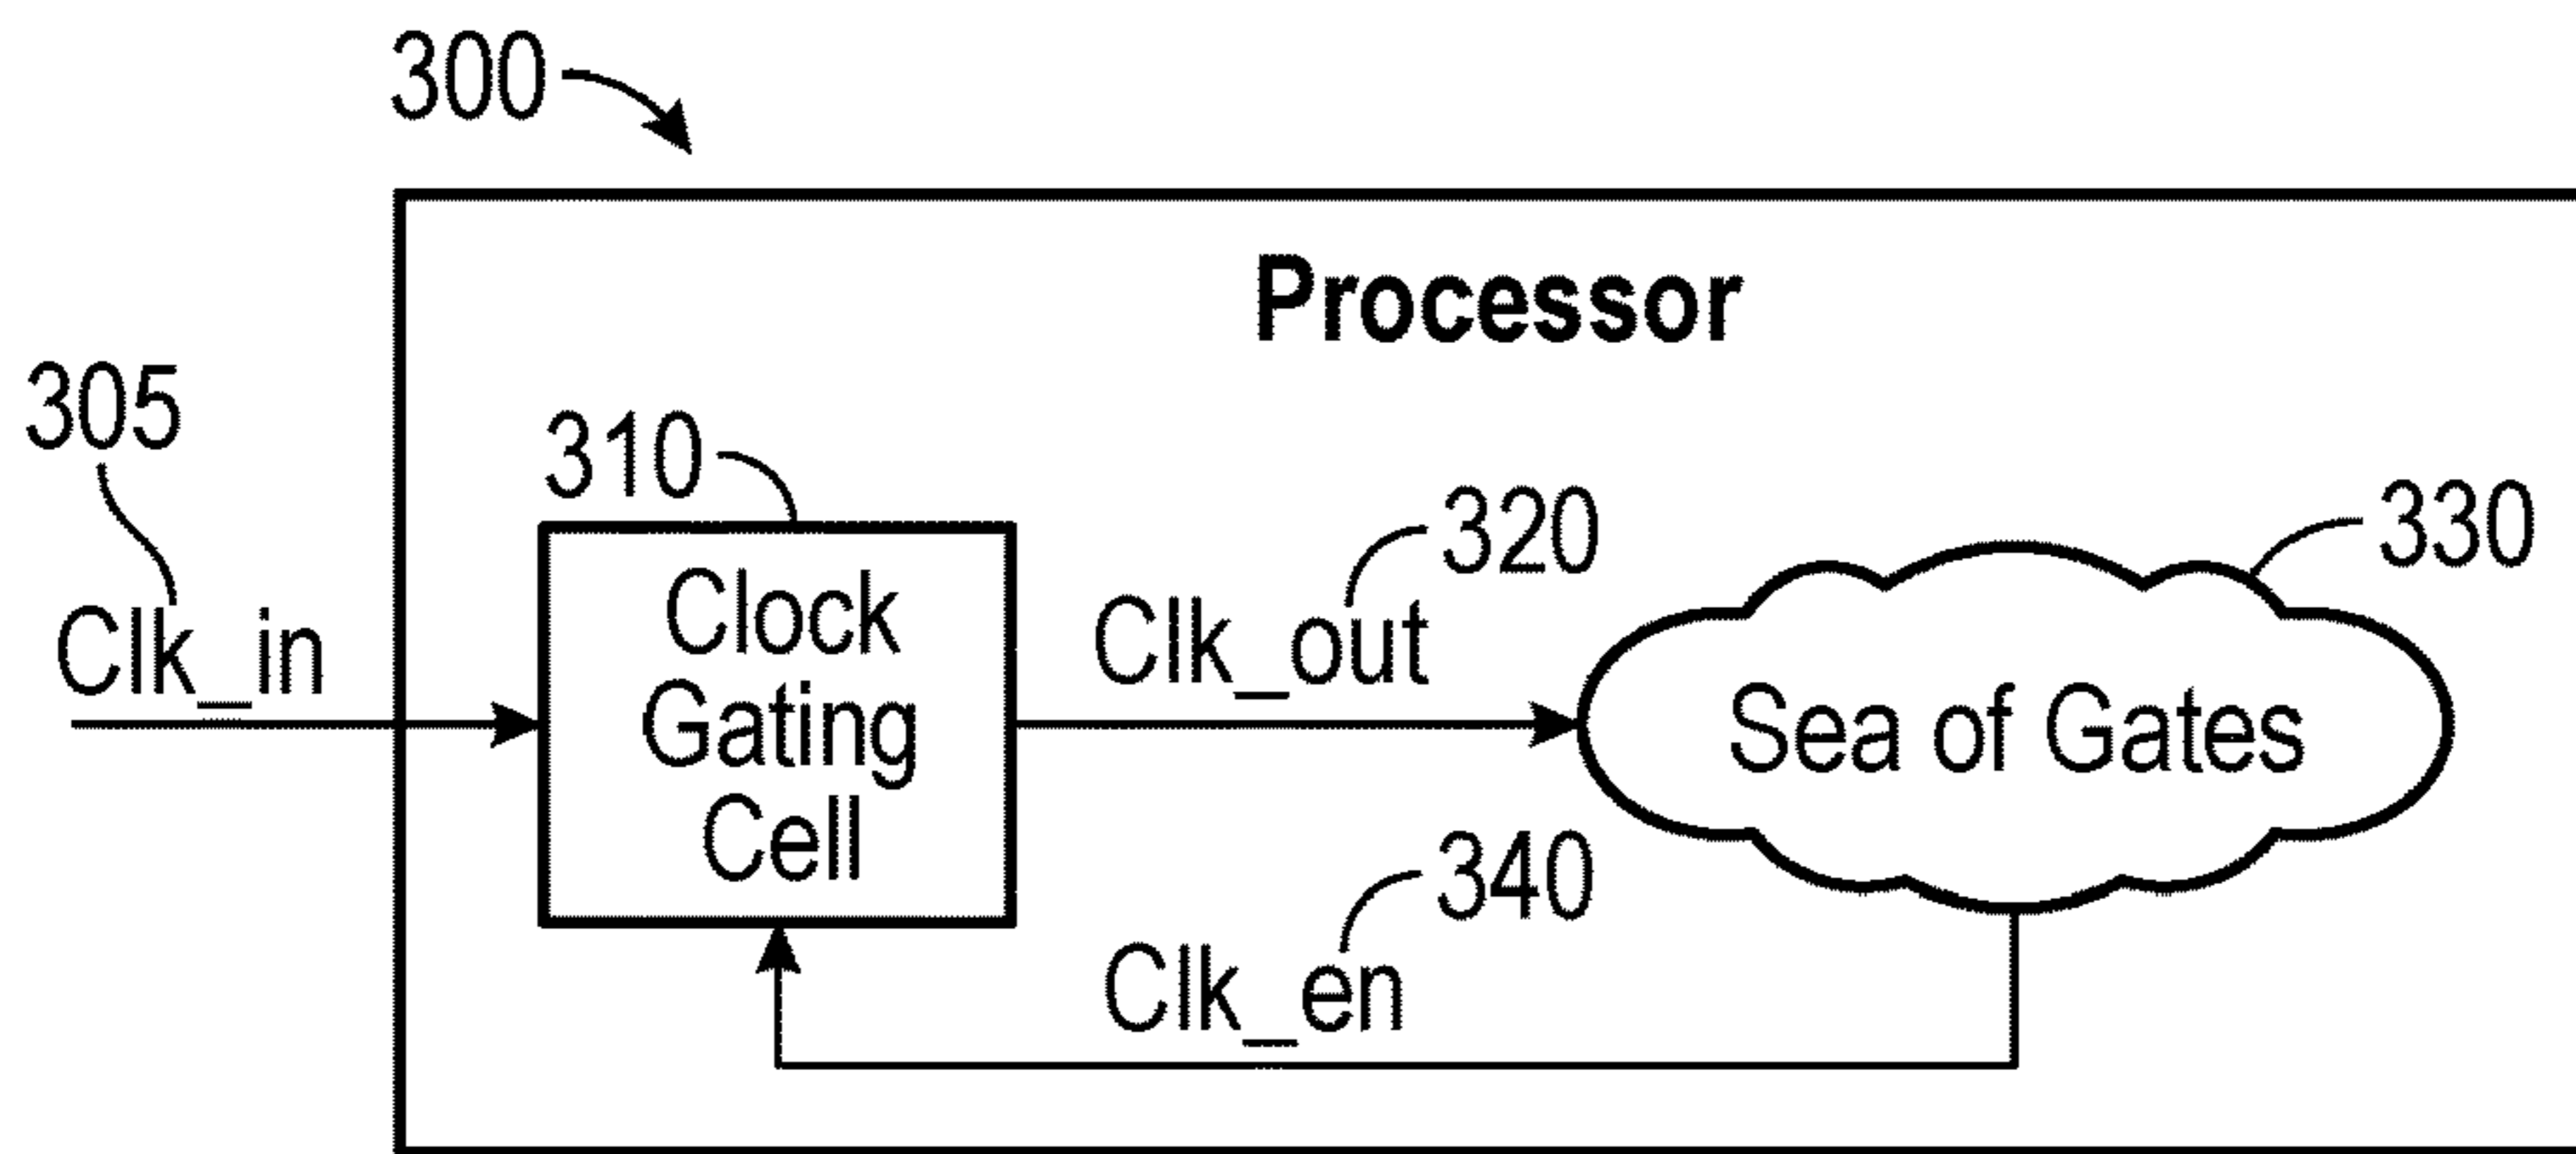 300
Processor
305
310
320
330
Clk_in
Clock
Gating
Cell
Clk_out
Sea of Gates
340
Clk_en